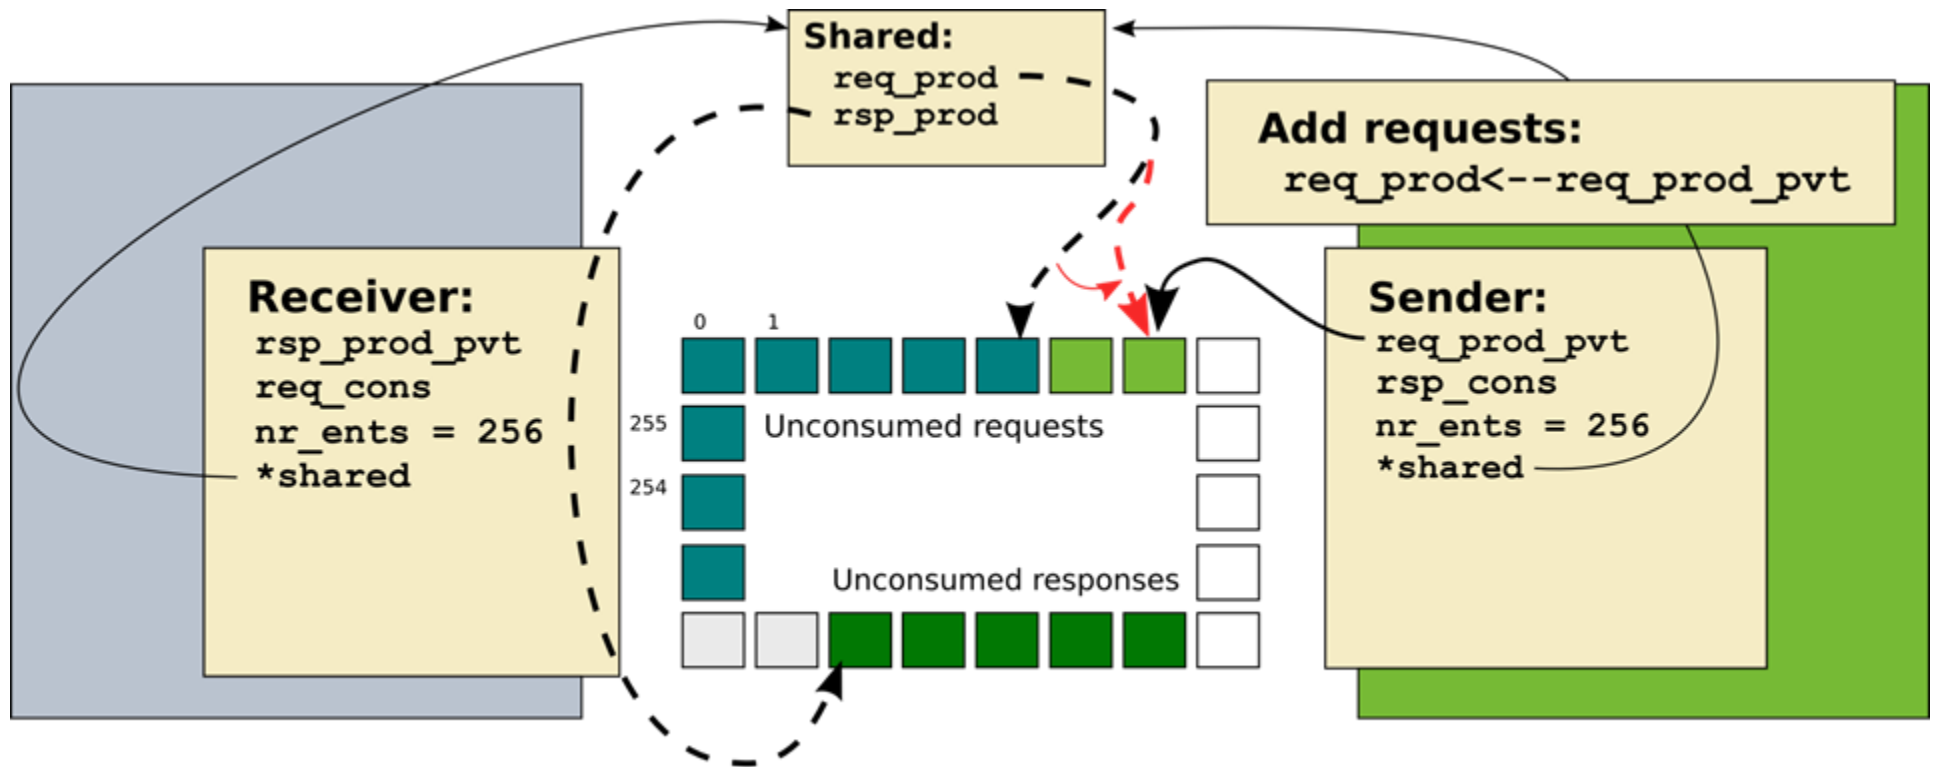 Shared:
req_prod
rsp_prod
Add requests:
req_prod<--req_prod_pvt
Receiver:
rsp_prod_pvt
req_cons
nr_ents = 256
*shared
0 1
255
254
Unconsumed requests
Unconsumed responses
Sender:
req_prod_pvt
rsp_cons
nr_ents = 256
*shared